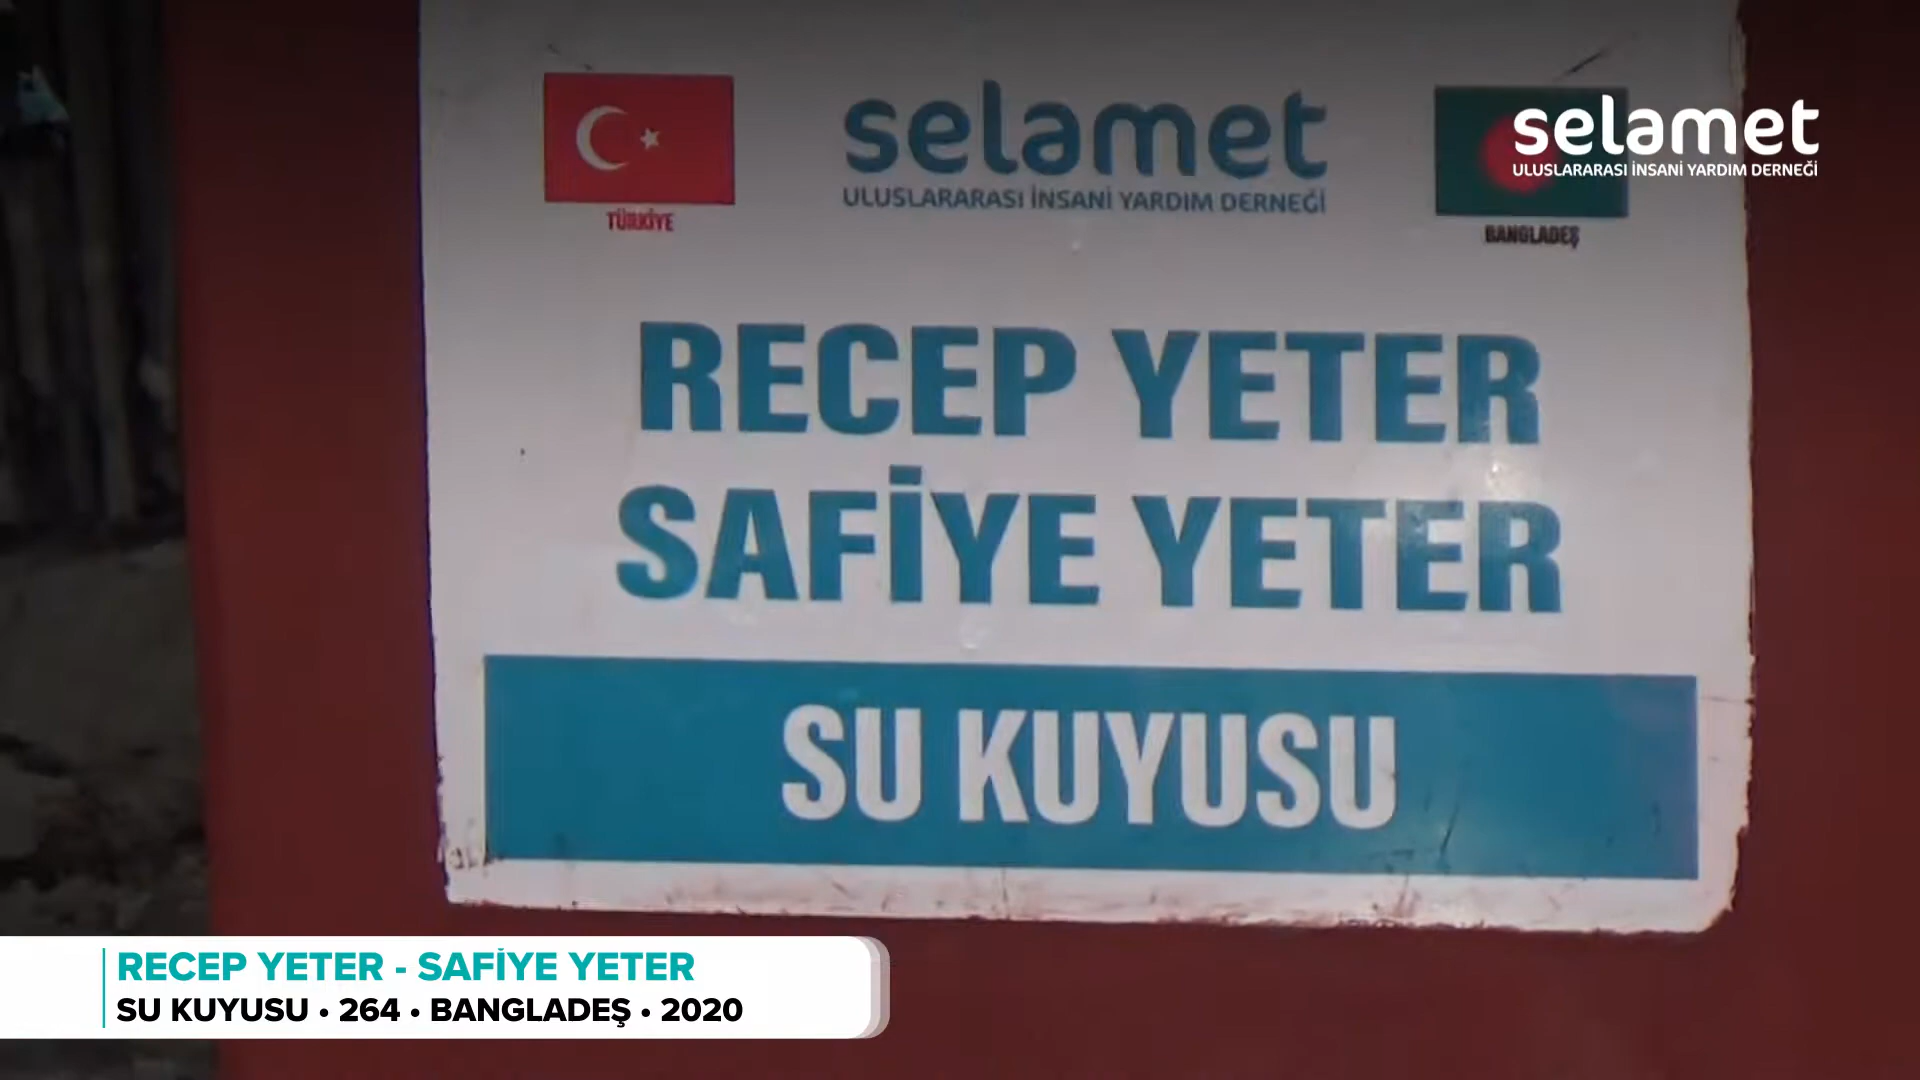 selamet
ULUSLARARASI İNSANİ YARDIM DERNEĞİ
TÜRKİYE
BANGLADEŞ
selamet
ULUSLARARASI İNSANİ YARDIM DERNEĞİ
RECEP YETER
SAFİYE YETER
SU KUYUSU
RECEP YETER - SAFİYE YETER
SU KUYUSU • 264 • BANGLADEŞ • 2020